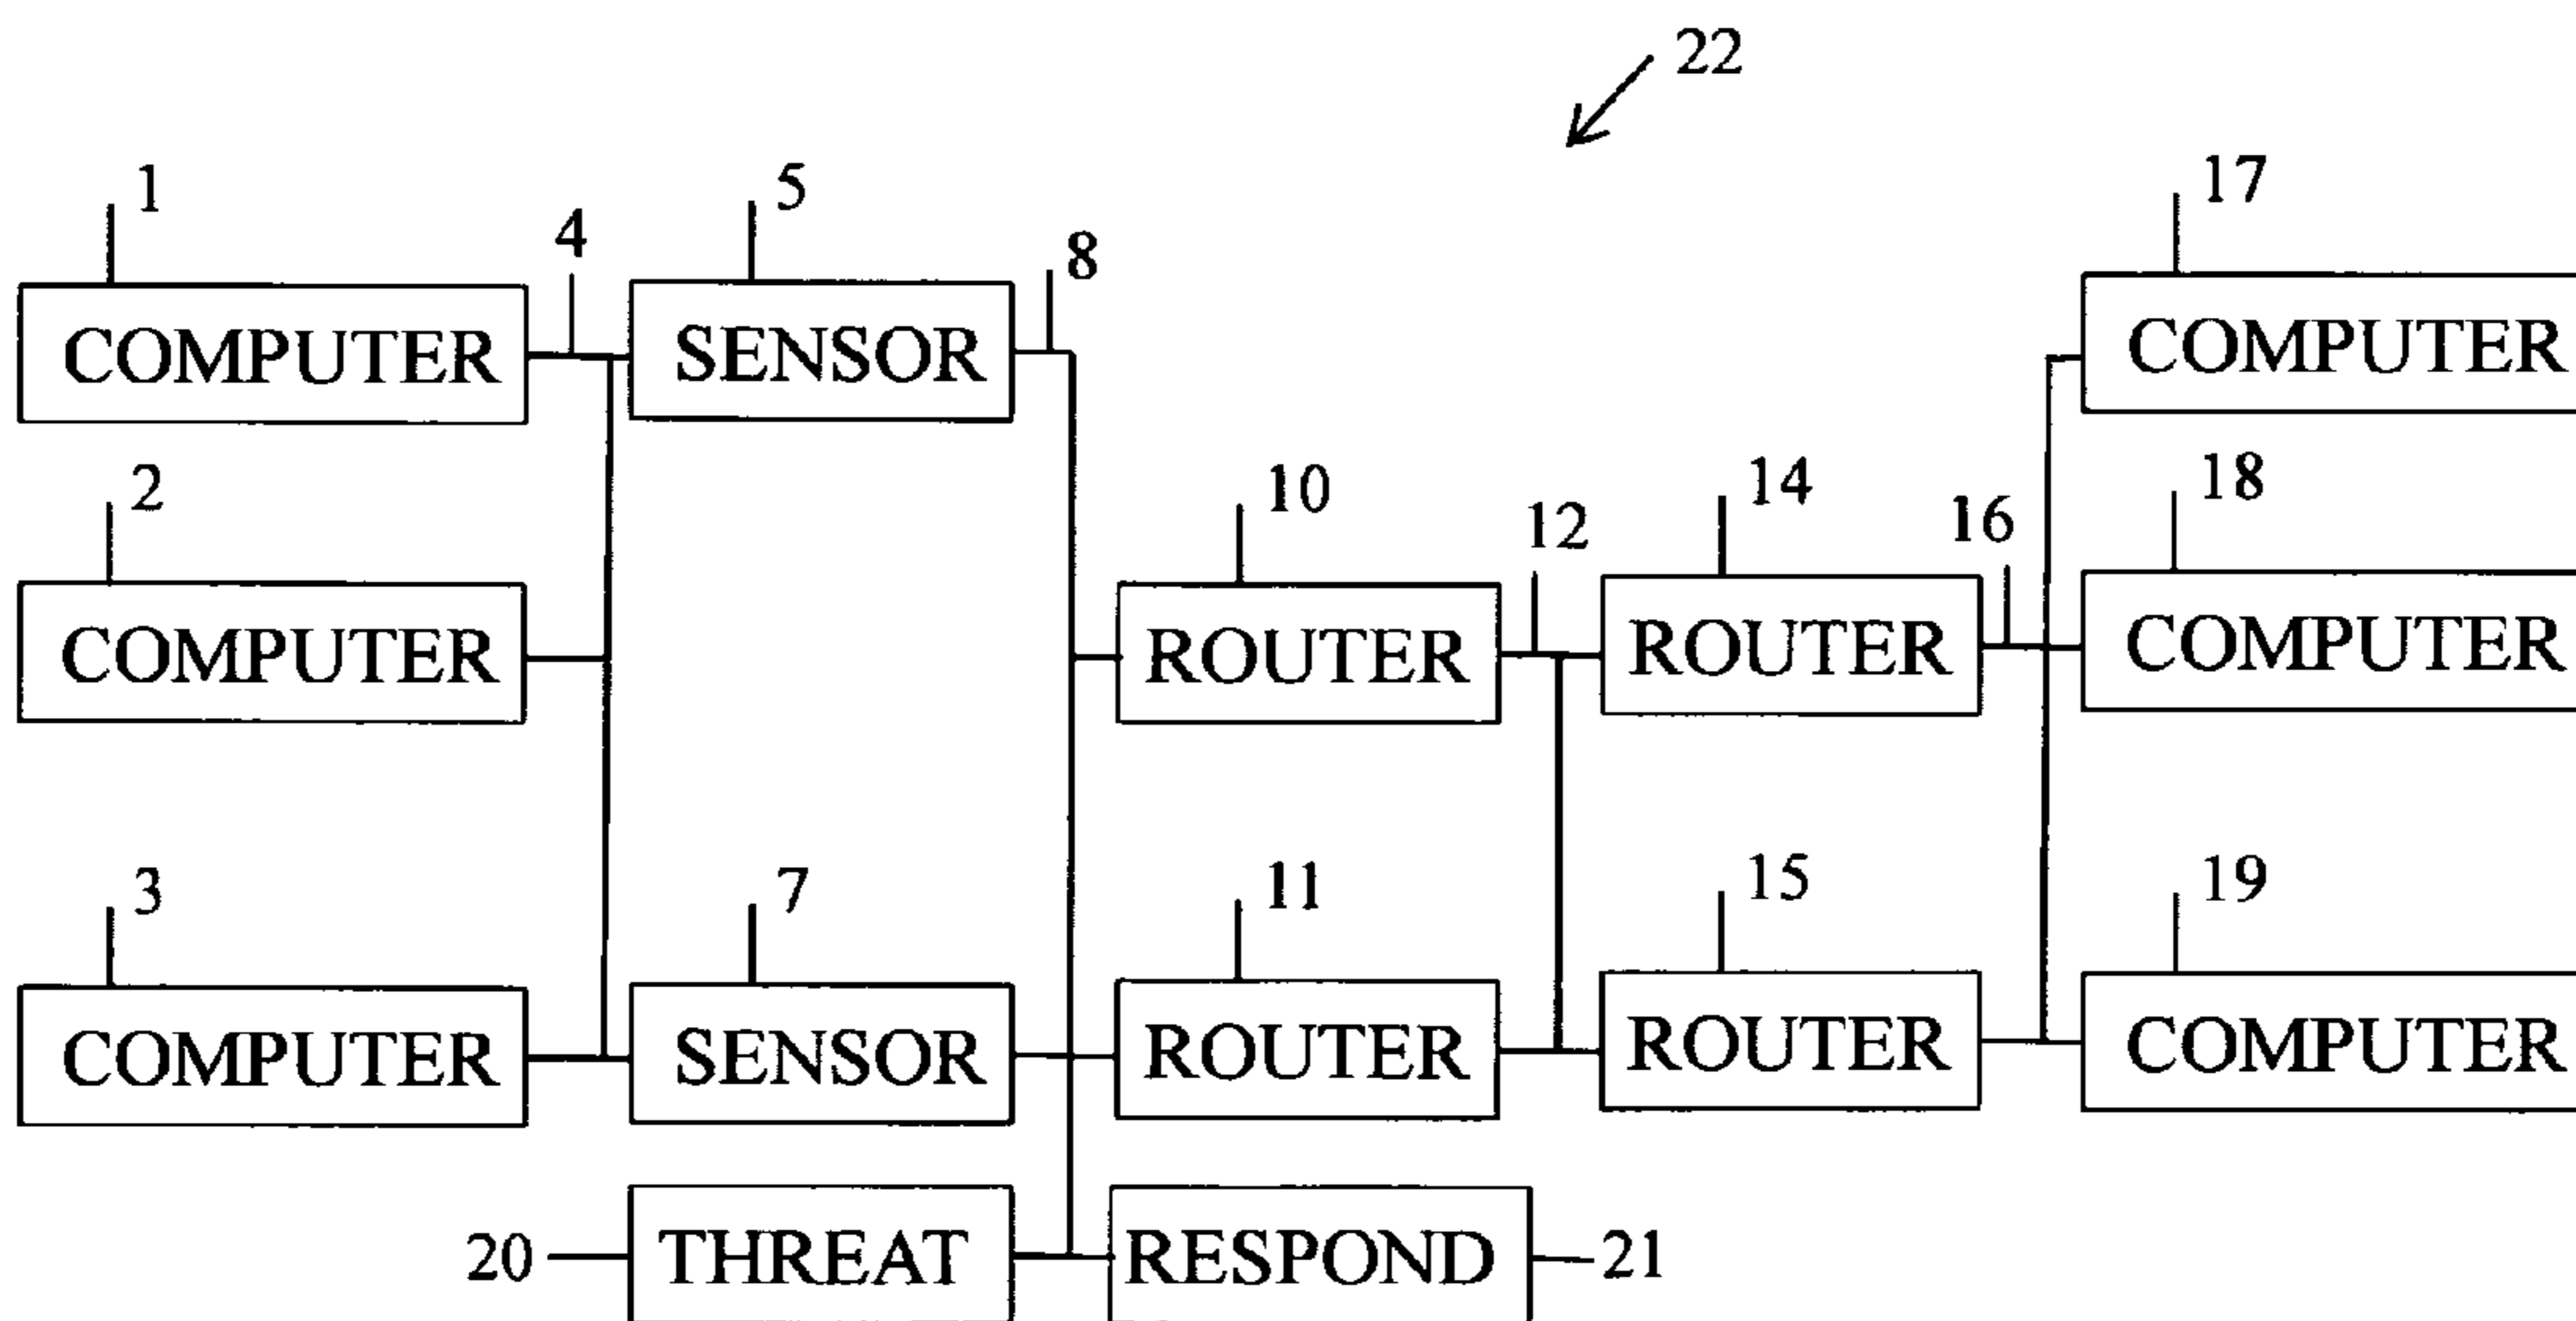 22
1
5
17
4
8
COMPUTER
SENSOR
COMPUTER
2
10
14
18
12
16
COMPUTER
ROUTER
ROUTER
COMPUTER
3
7
11
15
19
COMPUTER
SENSOR
ROUTER
ROUTER
COMPUTER
20
THREAT
RESPOND
21